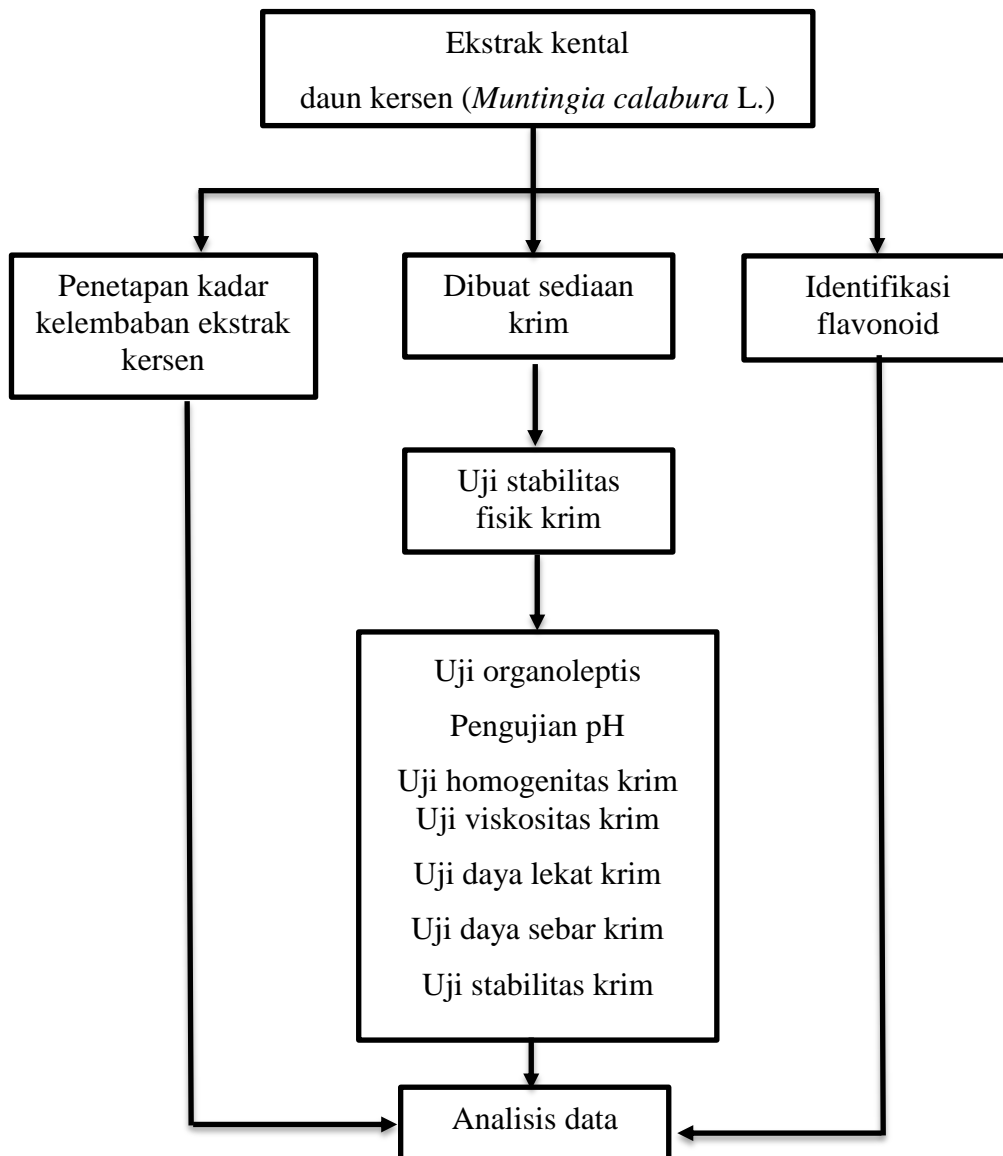 Ekstrak kental
daun kersen (Muntingia calabura L.)
Penetapan kadar
kelembaban ekstrak
kersen
Dibuat sediaan
krim
Identifikasi
flavonoid
Uji stabilitas
fisik krim
Uji organoleptis
Pengujian pH
Uji homogenitas krim
Uji viskositas krim
Uji daya lekat krim
Uji daya sebar krim
Uji stabilitas krim
Analisis data